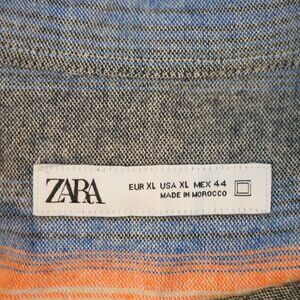 ZARA
EUR XL USA XL MEX 44
MADE IN MOROCCO